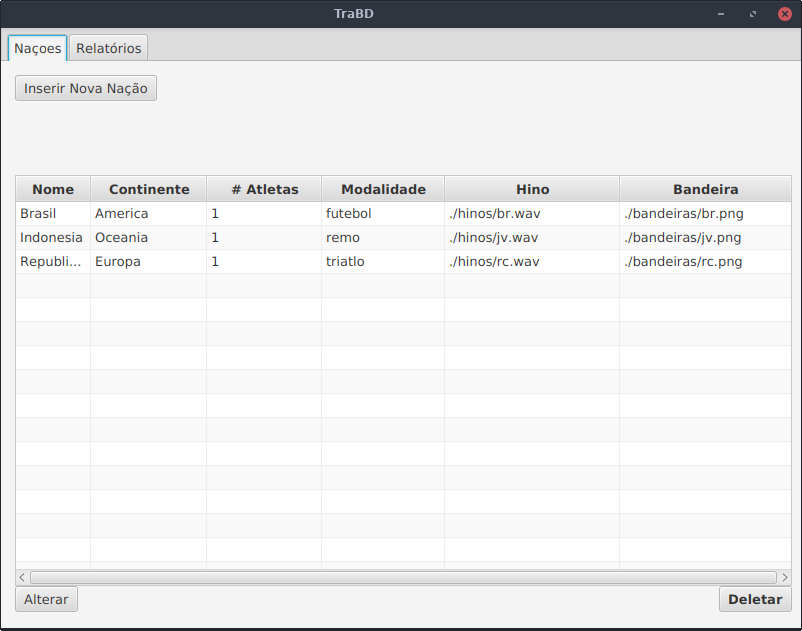 TraBD
Naçoes Relatórios
Inserir Nova Nação
Nome Continente # Atletas Modalidade Hino Bandeira
Brasil America 1 futebol ./hinos/br.wav ./bandeiras/br.png
Indonesia Oceania 1 remo ./hinos/jv.wav ./bandeiras/jv.png
Republi... Europa 1 triatlo ./hinos/rc.wav ./bandeiras/rc.png
Alterar Deletar